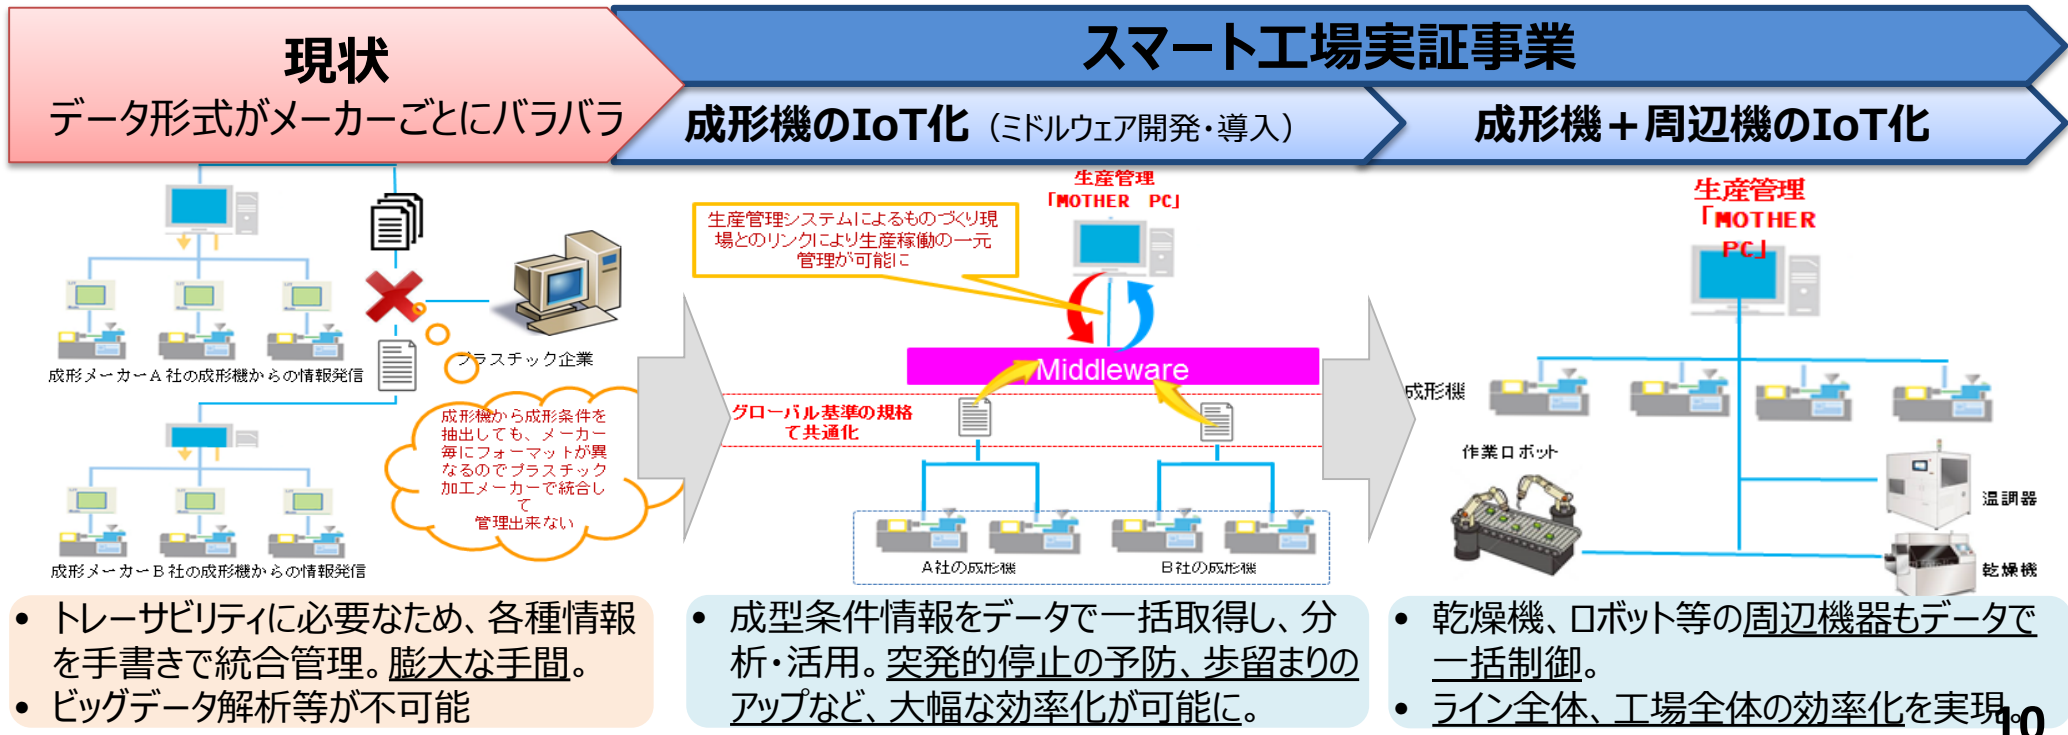 現状
データ形式がメーカーごとにバラバラ
スマート工場実証事業
成形機のIoT化（ミドルウェア開発・導入）
成形機＋周辺機のIoT化
成形メーカーA社の成形機からの情報発信
プラスチック企業
成形機から成形条件を
抽出しても、メーカー
毎にフォーマットが異
なるのでプラスチック
加工メーカーで統合し
て
管理出来ない
成形メーカーB社の成形機からの情報発信
生産管理
「MOTHER PC」
生産管理システムによるものづくり現
場とのリンクにより生産稼働の一元
管理が可能に
Middleware
グローバル基準の規格
て共通化
A社の成形機
B社の成形機
生産管理
「MOTHER
PC」
成形機
作業ロボット
温調器
乾燥機
• トレーサビリティに必要なため、各種情報
を手書きで統合管理。膨大な手間。
• ビッグデータ解析等が不可能
• 成型条件情報をデータで一括取得し、分
析・活用。突発的停止の予防、歩留まりの
アップなど、大幅な効率化が可能に。
• 乾燥機、ロボット等の周辺機器もデータで
一括制御。
• ライン全体、工場全体の効率化を実現。
10